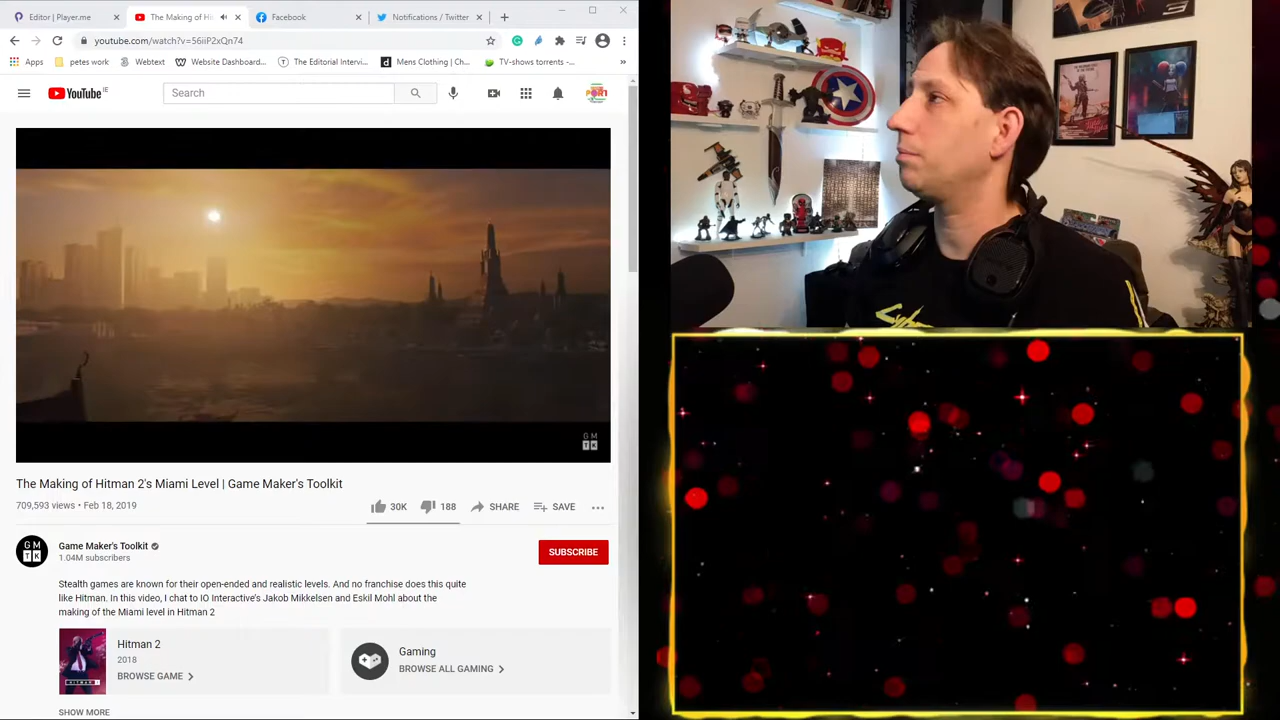 Editor | Player.me
The Making of Hi
Facebook
Notifications / Twitter
youtube.com/watch?v=5liP2xQn74
Apps
petes work
Webtext
Website Dashboard...
The Editorial Intervi...
Mens Clothing | Ch...
TV-shows torrents -...
YouTube IE
Search
GM
TK
The Making of Hitman 2's Miami Level | Game Maker's Toolkit
709,593 views • Feb 18, 2019
30K
188
SHARE
SAVE
GM
TK
Game Maker's Toolkit
1.04M subscribers
SUBSCRIBE
Stealth games are known for their open-ended and realistic levels. And no franchise does this quite
like Hitman. In this video, I chat to IO Interactive's Jakob Mikkelsen and Eskil Mohl about the
making of the Miami level in Hitman 2
Hitman 2
2018
BROWSE GAME
Gaming
BROWSE ALL GAMING
SHOW MORE